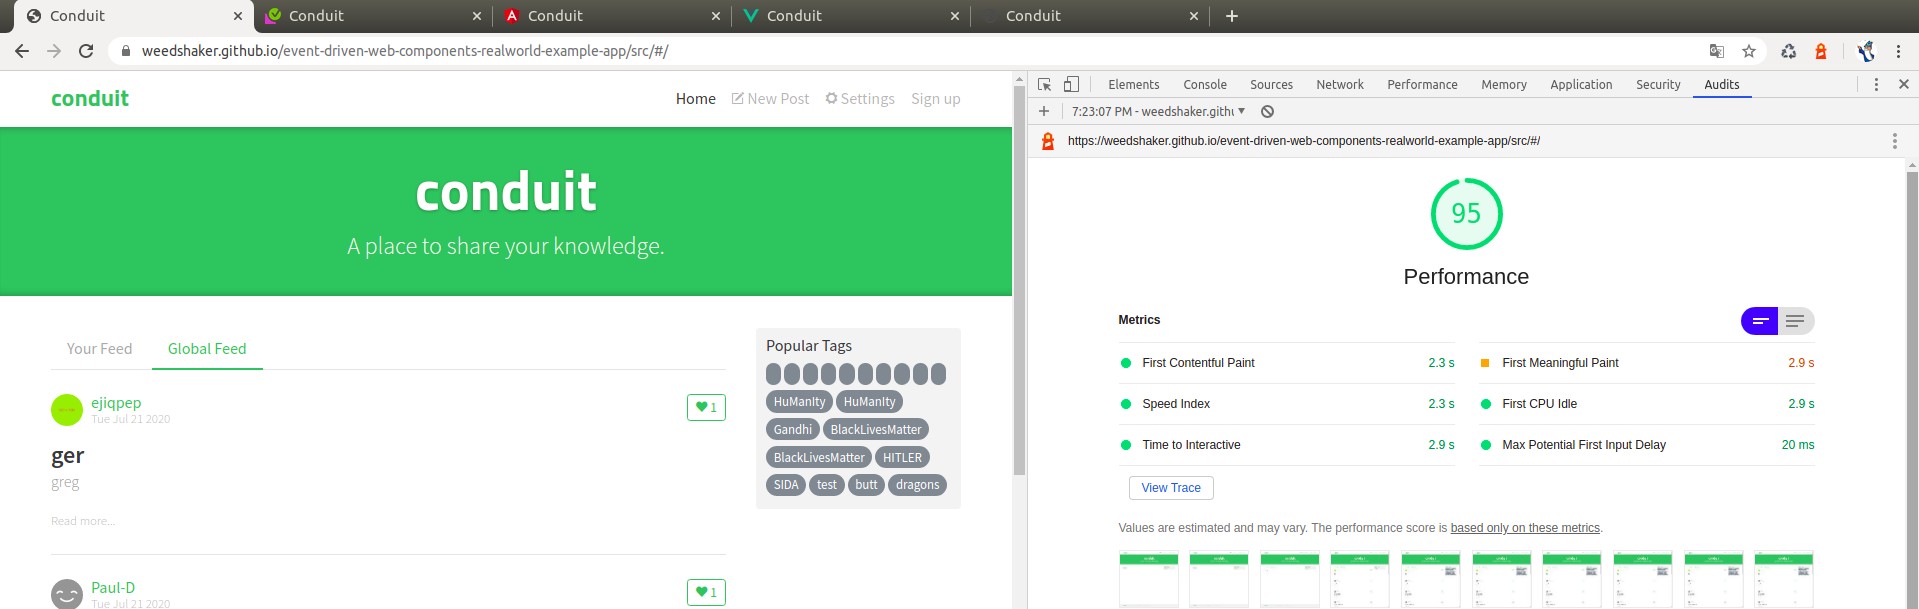 Conduit
Conduit
Conduit
Conduit
Conduit
weedshaker.github.io/event-driven-web-components-realworld-example-app/src/#/
conduit
Home New Post Settings Sign up
conduit
A place to share your knowledge.
Your Feed Global Feed
ejiqpep
Tue Jul 21 2020
1
ger
greg
Read more...
Paul-D
Tue Jul 21 2020
1
Popular Tags
HuManIty HuManIty
Gandhi BlackLivesMatter
BlackLivesMatter HITLER
SIDA test butt dragons
Elements Console Sources Network Performance Memory Application Security Audits
7:23:07 PM - weedshaker.githu
https://weedshaker.github.io/event-driven-web-components-realworld-example-app/src/#/
95
Performance
Metrics
First Contentful Paint 2.3 s
First Meaningful Paint 2.9 s
Speed Index 2.3 s
First CPU Idle 2.9 s
Time to Interactive 2.9 s
Max Potential First Input Delay 20 ms
View Trace
Values are estimated and may vary. The performance score is based only on these metrics.